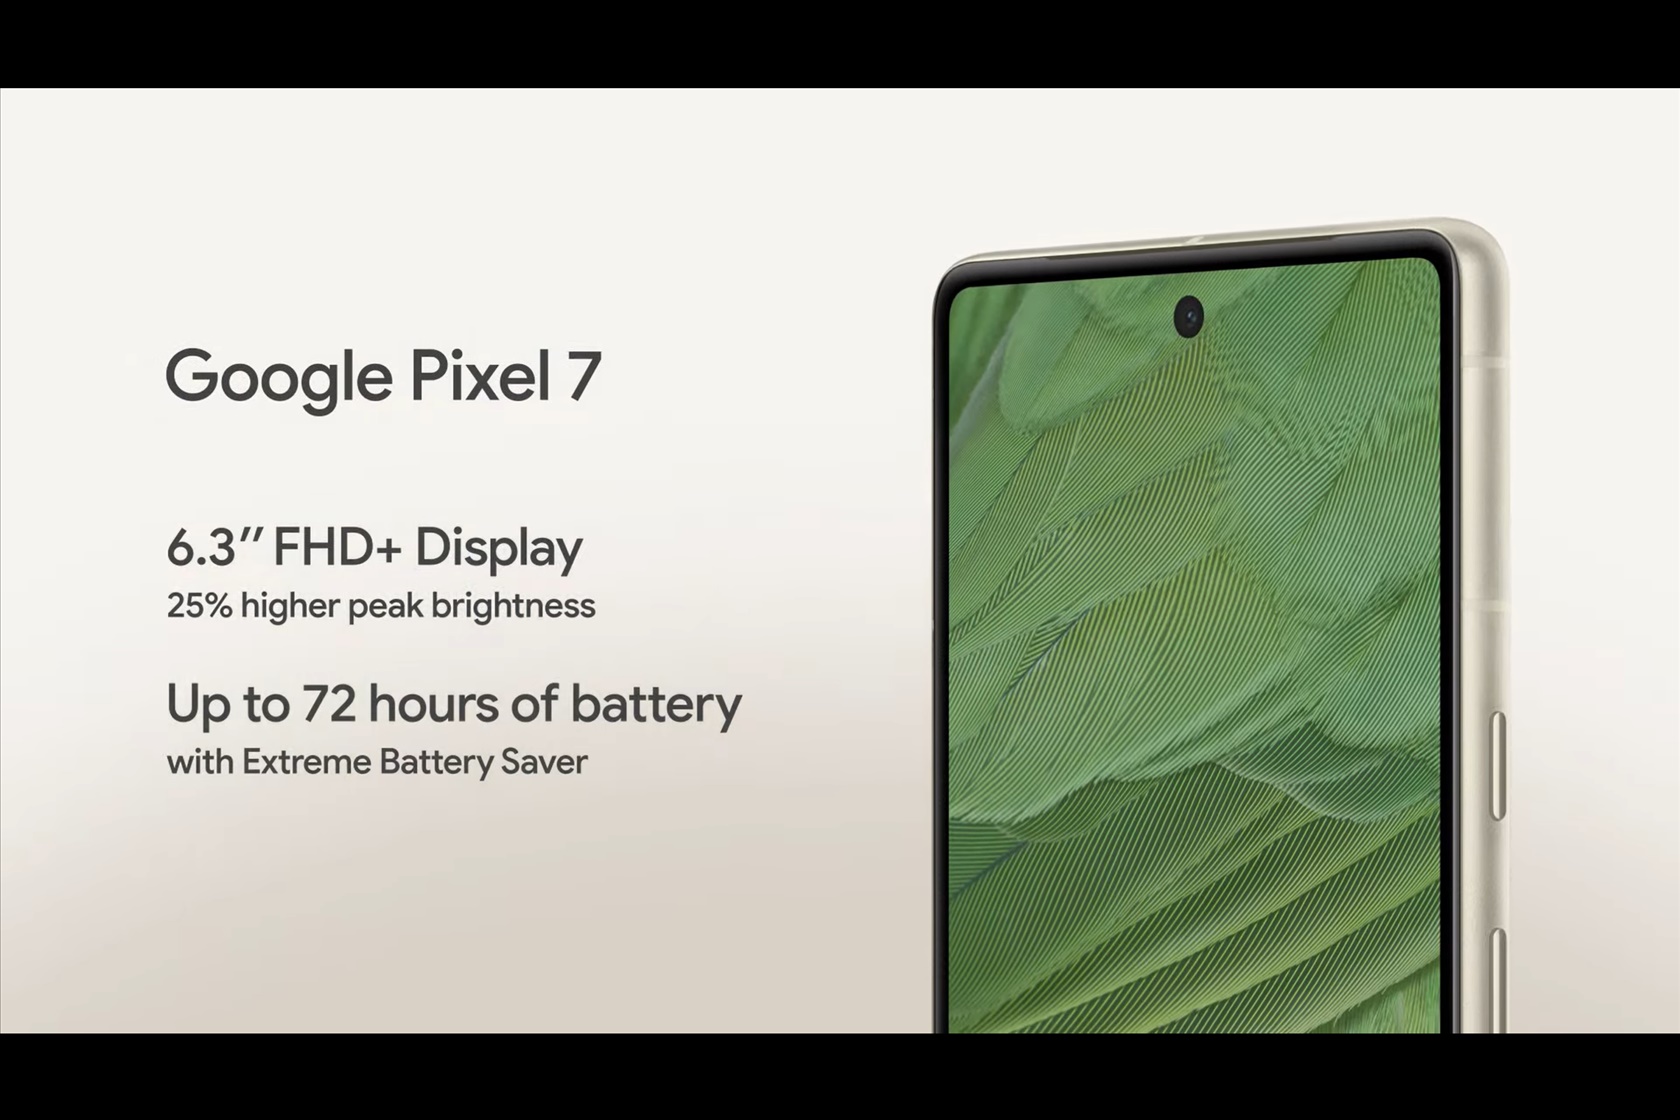 Google Pixel 7
6.3″ FHD+ Display
25% higher peak brightness
Up to 72 hours of battery
with Extreme Battery Saver